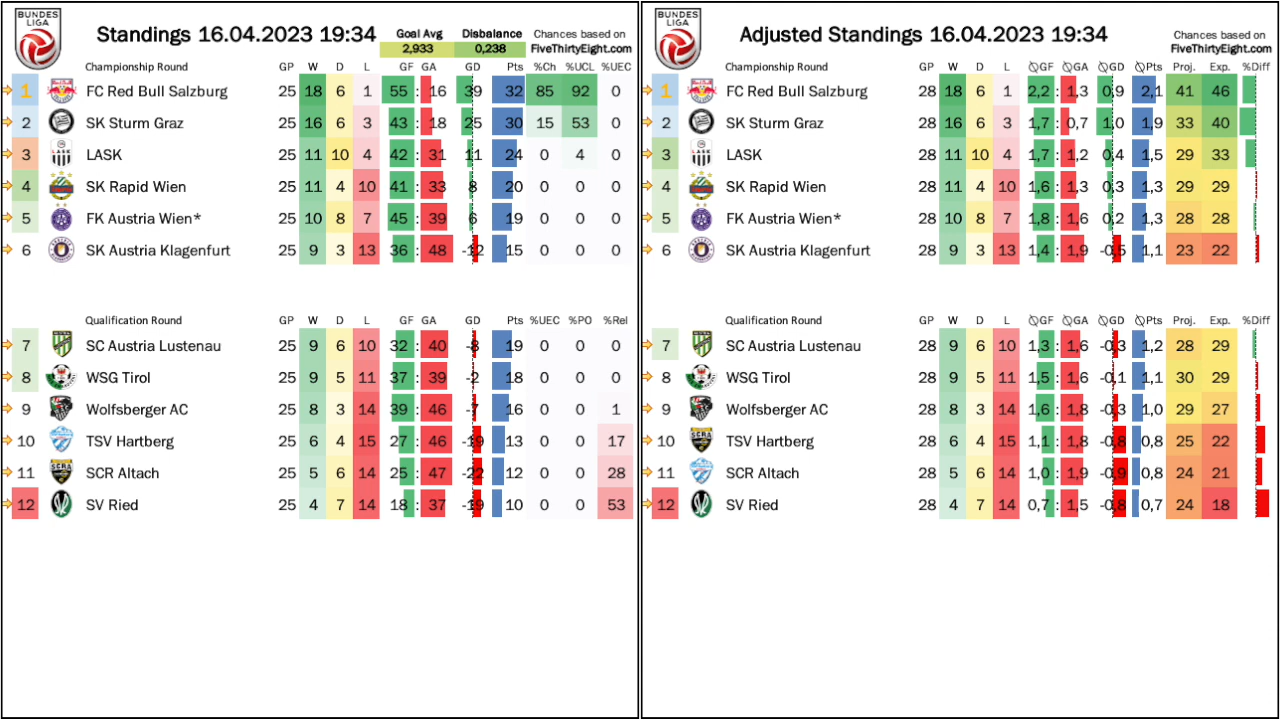 BUNDES
LIGA
Standings 16.04.2023 19:34
Goal Avg Disbalance Chances based on
2,933 0,238 FiveThirtyEight.com
Championship Round GP W D L GF GA GD Pts %Ch %UCL %UEC
1 FC Red Bull Salzburg 25 18 6 1 55 : 16 39 32 85 92 0
2 SK Sturm Graz 25 16 6 3 43 : 18 25 30 15 53 0
3 LASK 25 11 10 4 42 : 31 11 24 0 4 0
4 SK Rapid Wien 25 11 4 10 41 : 33 8 20 0 0 0
5 FK Austria Wien* 25 10 8 7 45 : 39 6 19 0 0 0
6 SK Austria Klagenfurt 25 9 3 13 36 : 48 -12 15 0 0 0
Qualification Round GP W D L GF GA GD Pts %UEC %PO %Rel
7 SC Austria Lustenau 25 9 6 10 32 : 40 -8 19 0 0 0
8 WSG Tirol 25 9 5 11 37 : 39 -2 18 0 0 0
9 Wolfsberger AC 25 8 3 14 39 : 46 -7 16 0 0 1
10 TSV Hartberg 25 6 4 15 27 : 46 -19 13 0 0 17
11 SCR Altach 25 5 6 14 25 : 47 -22 12 0 0 28
12 SV Ried 25 4 7 14 18 : 37 -19 10 0 0 53
BUNDES
LIGA
Adjusted Standings 16.04.2023 19:34
Chances based on
FiveThirtyEight.com
Championship Round GP W D L ∅GF ∅GA ∅GD ∅Pts Proj. Exp. %Diff
1 FC Red Bull Salzburg 28 18 6 1 2,2 : 1,3 0,9 2,1 41 46
2 SK Sturm Graz 28 16 6 3 1,7 : 0,7 1,0 1,9 33 40
3 LASK 28 11 10 4 1,7 : 1,2 0,4 1,5 29 33
4 SK Rapid Wien 28 11 4 10 1,6 : 1,3 0,3 1,3 29 29
5 FK Austria Wien* 28 10 8 7 1,8 : 1,6 0,2 1,3 28 28
6 SK Austria Klagenfurt 28 9 3 13 1,4 : 1,9 -0,5 1,1 23 22
Qualification Round GP W D L ∅GF ∅GA ∅GD ∅Pts Proj. Exp. %Diff
7 SC Austria Lustenau 28 9 6 10 1,3 : 1,6 -0,3 1,2 28 29
8 WSG Tirol 28 9 5 11 1,5 : 1,6 -0,1 1,1 30 29
9 Wolfsberger AC 28 8 3 14 1,6 : 1,8 -0,3 1,0 29 27
10 TSV Hartberg 28 6 4 15 1,1 : 1,8 -0,8 0,8 25 22
11 SCR Altach 28 5 6 14 1,0 : 1,9 -0,9 0,8 24 21
12 SV Ried 28 4 7 14 0,7 : 1,5 -0,8 0,7 24 18